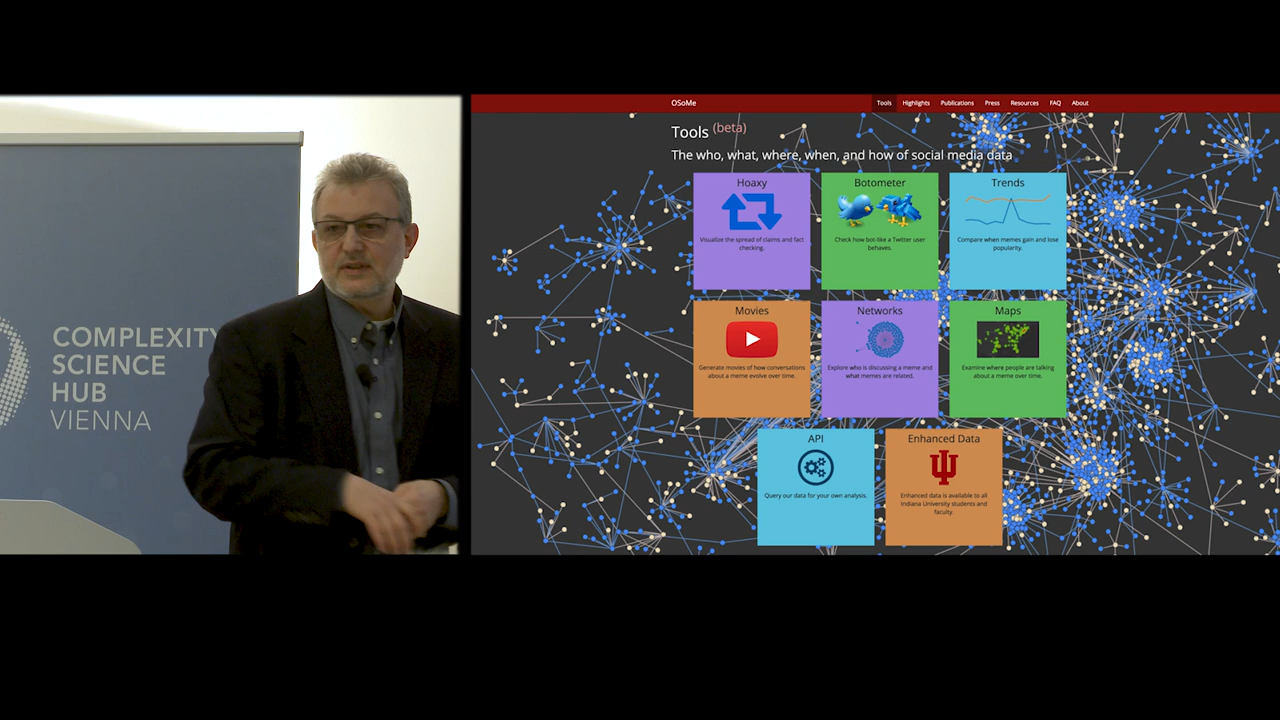 COMPLEXITY
SCIENCE
HUB
VIENNA
OSoMe
Tools
Highlights
Publications
Press
Resources
FAQ
About
Tools (beta)
The who, what, where, when, and how of social media data
Hoaxy
Visualize the spread of claims and fact
checking.
Botometer
Check how bot-like a Twitter user
behaves.
Trends
Compare when memes gain and lose
popularity.
Movies
Generate movies of how conversations
about a meme evolve over time.
Networks
Explore who is discussing a meme and
what memes are related.
Maps
Examine where people are talking
about a meme over time.
API
Query our data for your own analysis.
Enhanced Data
Enhanced data is available to all
Indiana University students and
faculty.